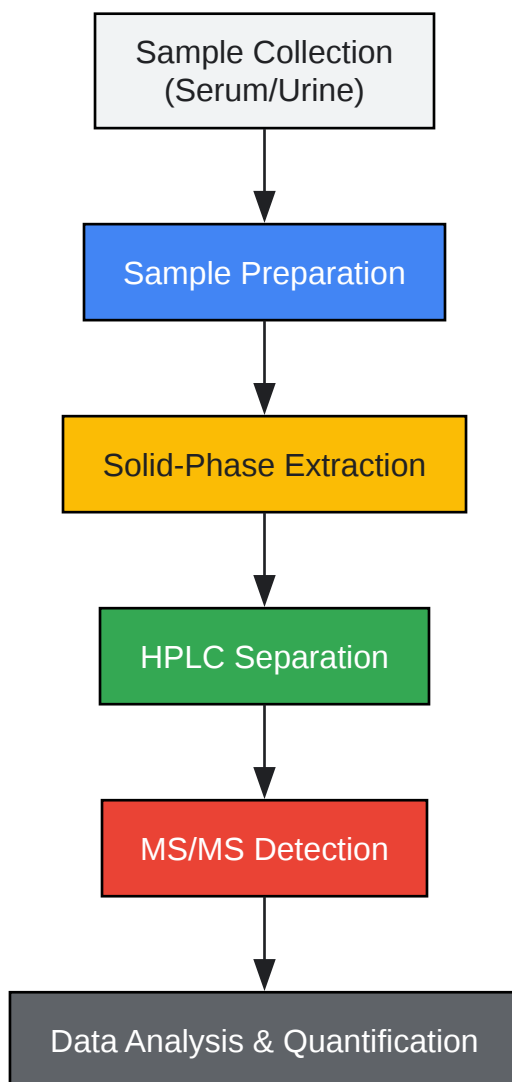 Sample Collection
(Serum/Urine)
Sample Preparation
Solid-Phase Extraction
HPLC Separation
MS/MS Detection
Data Analysis & Quantification